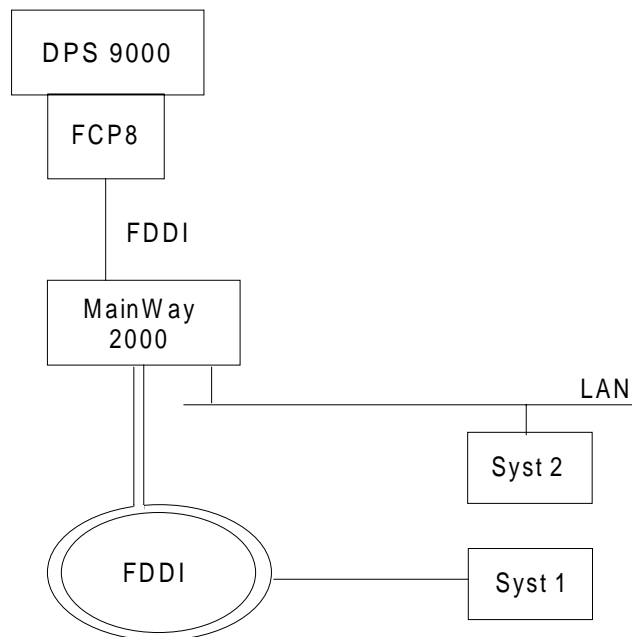 DPS 9000
FCP8
FDDI
MainWay
2000
LAN
Syst 2
FDDI
Syst 1